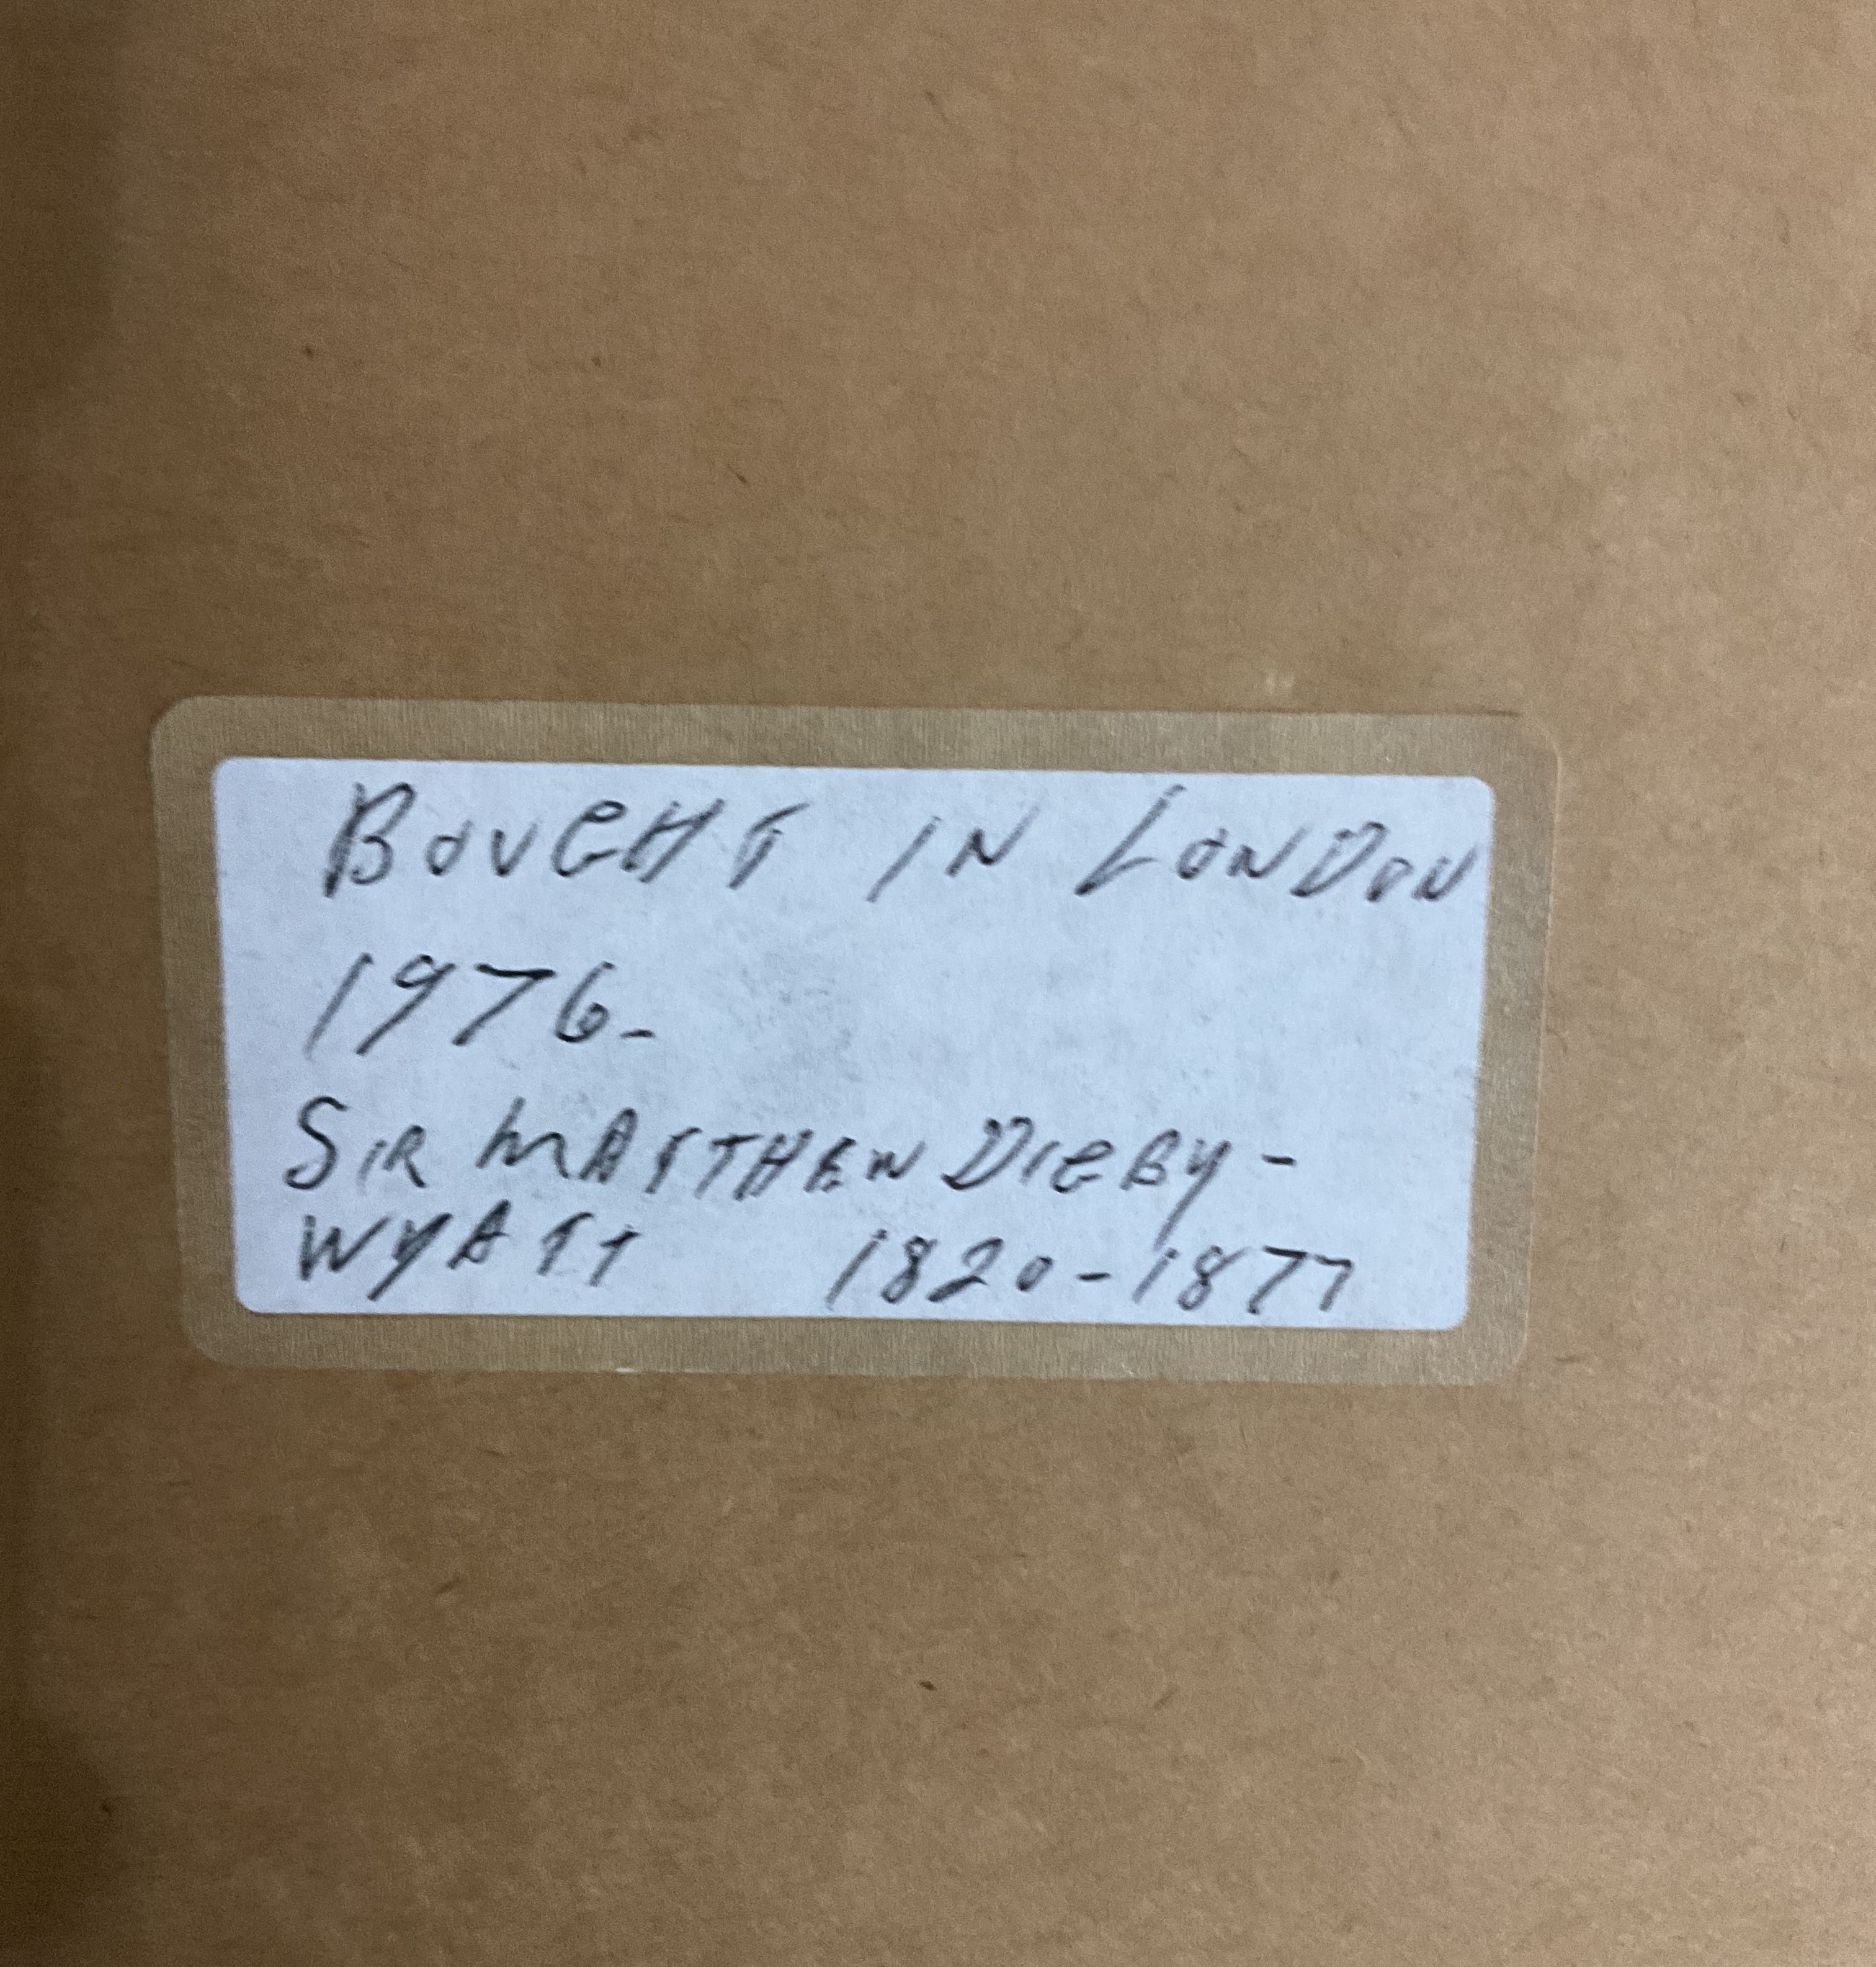 BOUGHT IN LONDON
1976-
SIR MATTHEW DIGBY-
WYATT 1820-1877